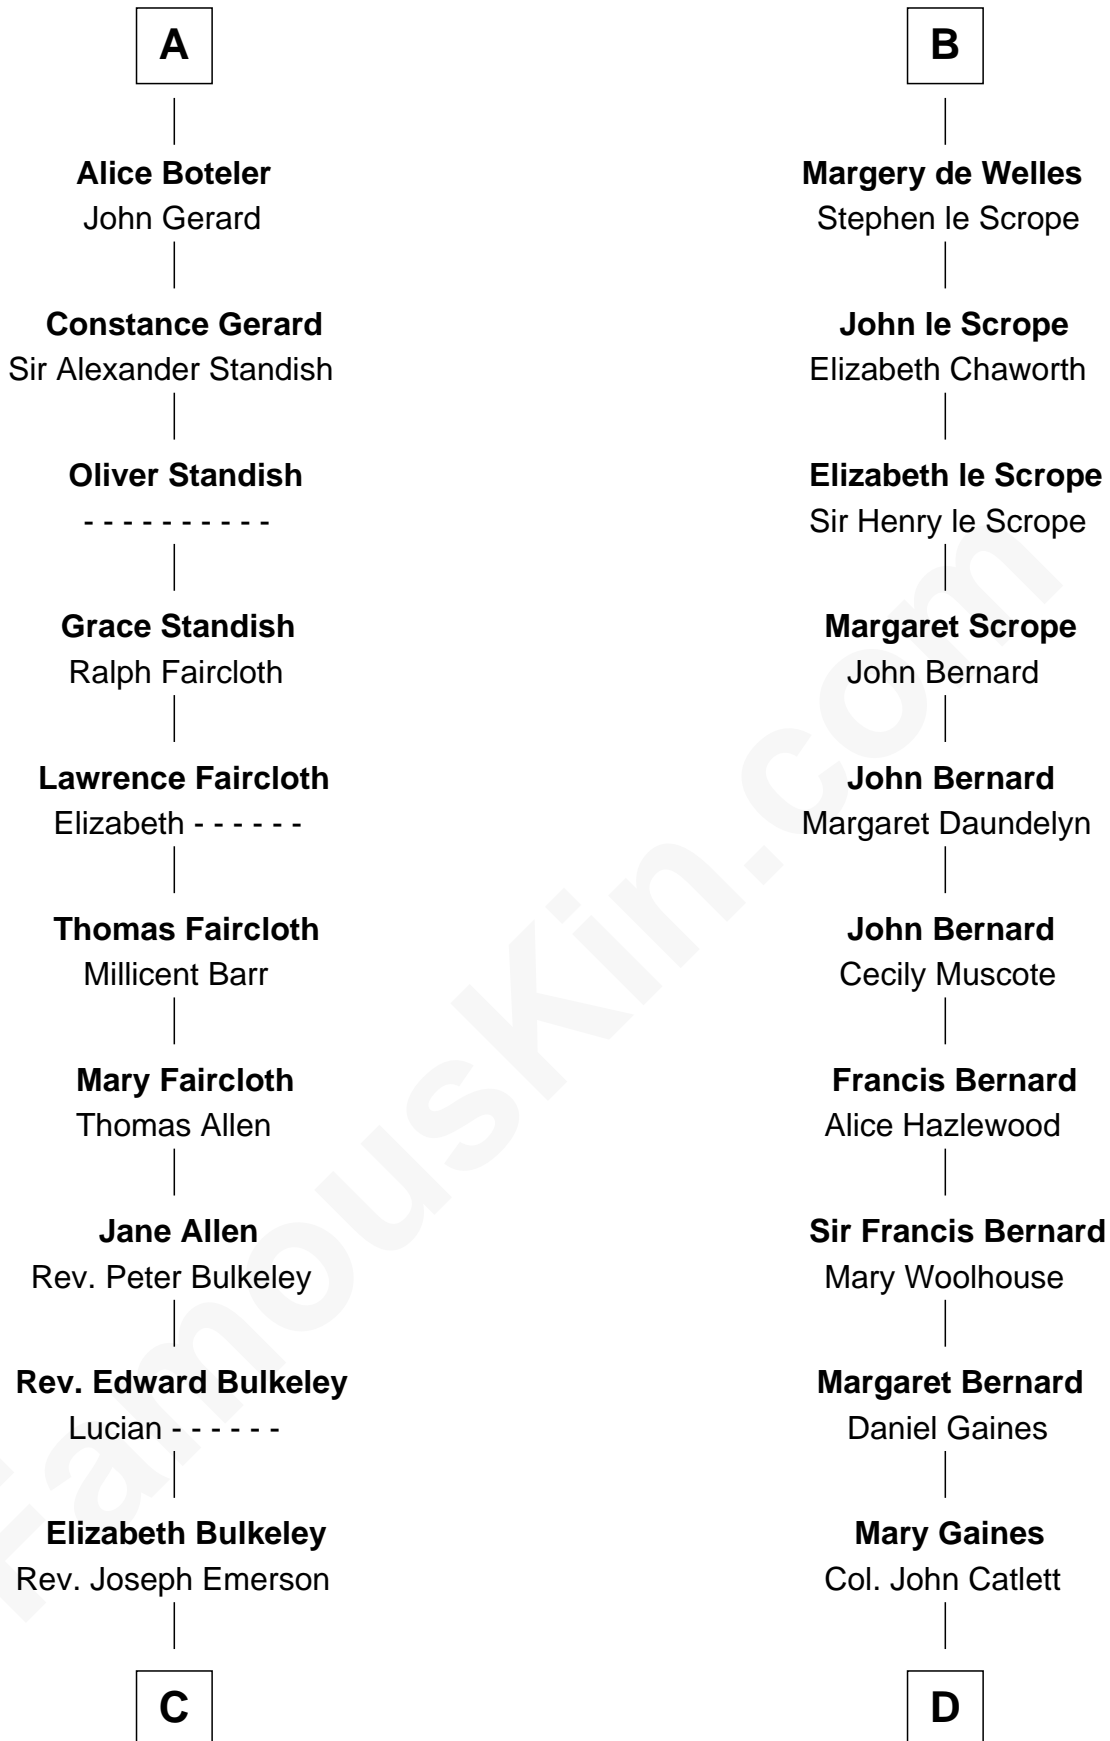 A
Alice Boteler
John Gerard
Constance Gerard
Sir Alexander Standish
Oliver Standish
- - - - - - - - - -
Grace Standish
Ralph Faircloth
Lawrence Faircloth
Elizabeth - - - - - -
Thomas Faircloth
Millicent Barr
Mary Faircloth
Thomas Allen
Jane Allen
Rev. Peter Bulkeley
Rev. Edward Bulkeley
Lucian - - - - - -
Elizabeth Bulkeley
Rev. Joseph Emerson
C
B
Margery de Welles
Stephen le Scrope
John le Scrope
Elizabeth Chaworth
Elizabeth le Scrope
Sir Henry le Scrope
Margaret Scrope
John Bernard
John Bernard
Margaret Daundelyn
John Bernard
Cecily Muscote
Francis Bernard
Alice Hazlewood
Sir Francis Bernard
Mary Woolhouse
Margaret Bernard
Daniel Gaines
Mary Gaines
Col. John Catlett
D
FamousKin.com